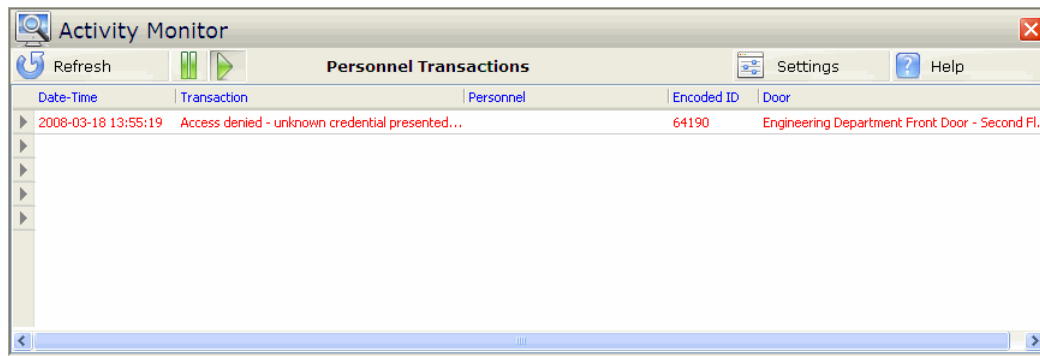 Activity Monitor
Refresh Personnel Transactions Settings ? Help
Date-Time Transaction Personnel Encoded ID Door
2008-03-18 13:55:19 Access denied - unknown credential presented... 64190 Engineering Department Front Door - Second Fl..